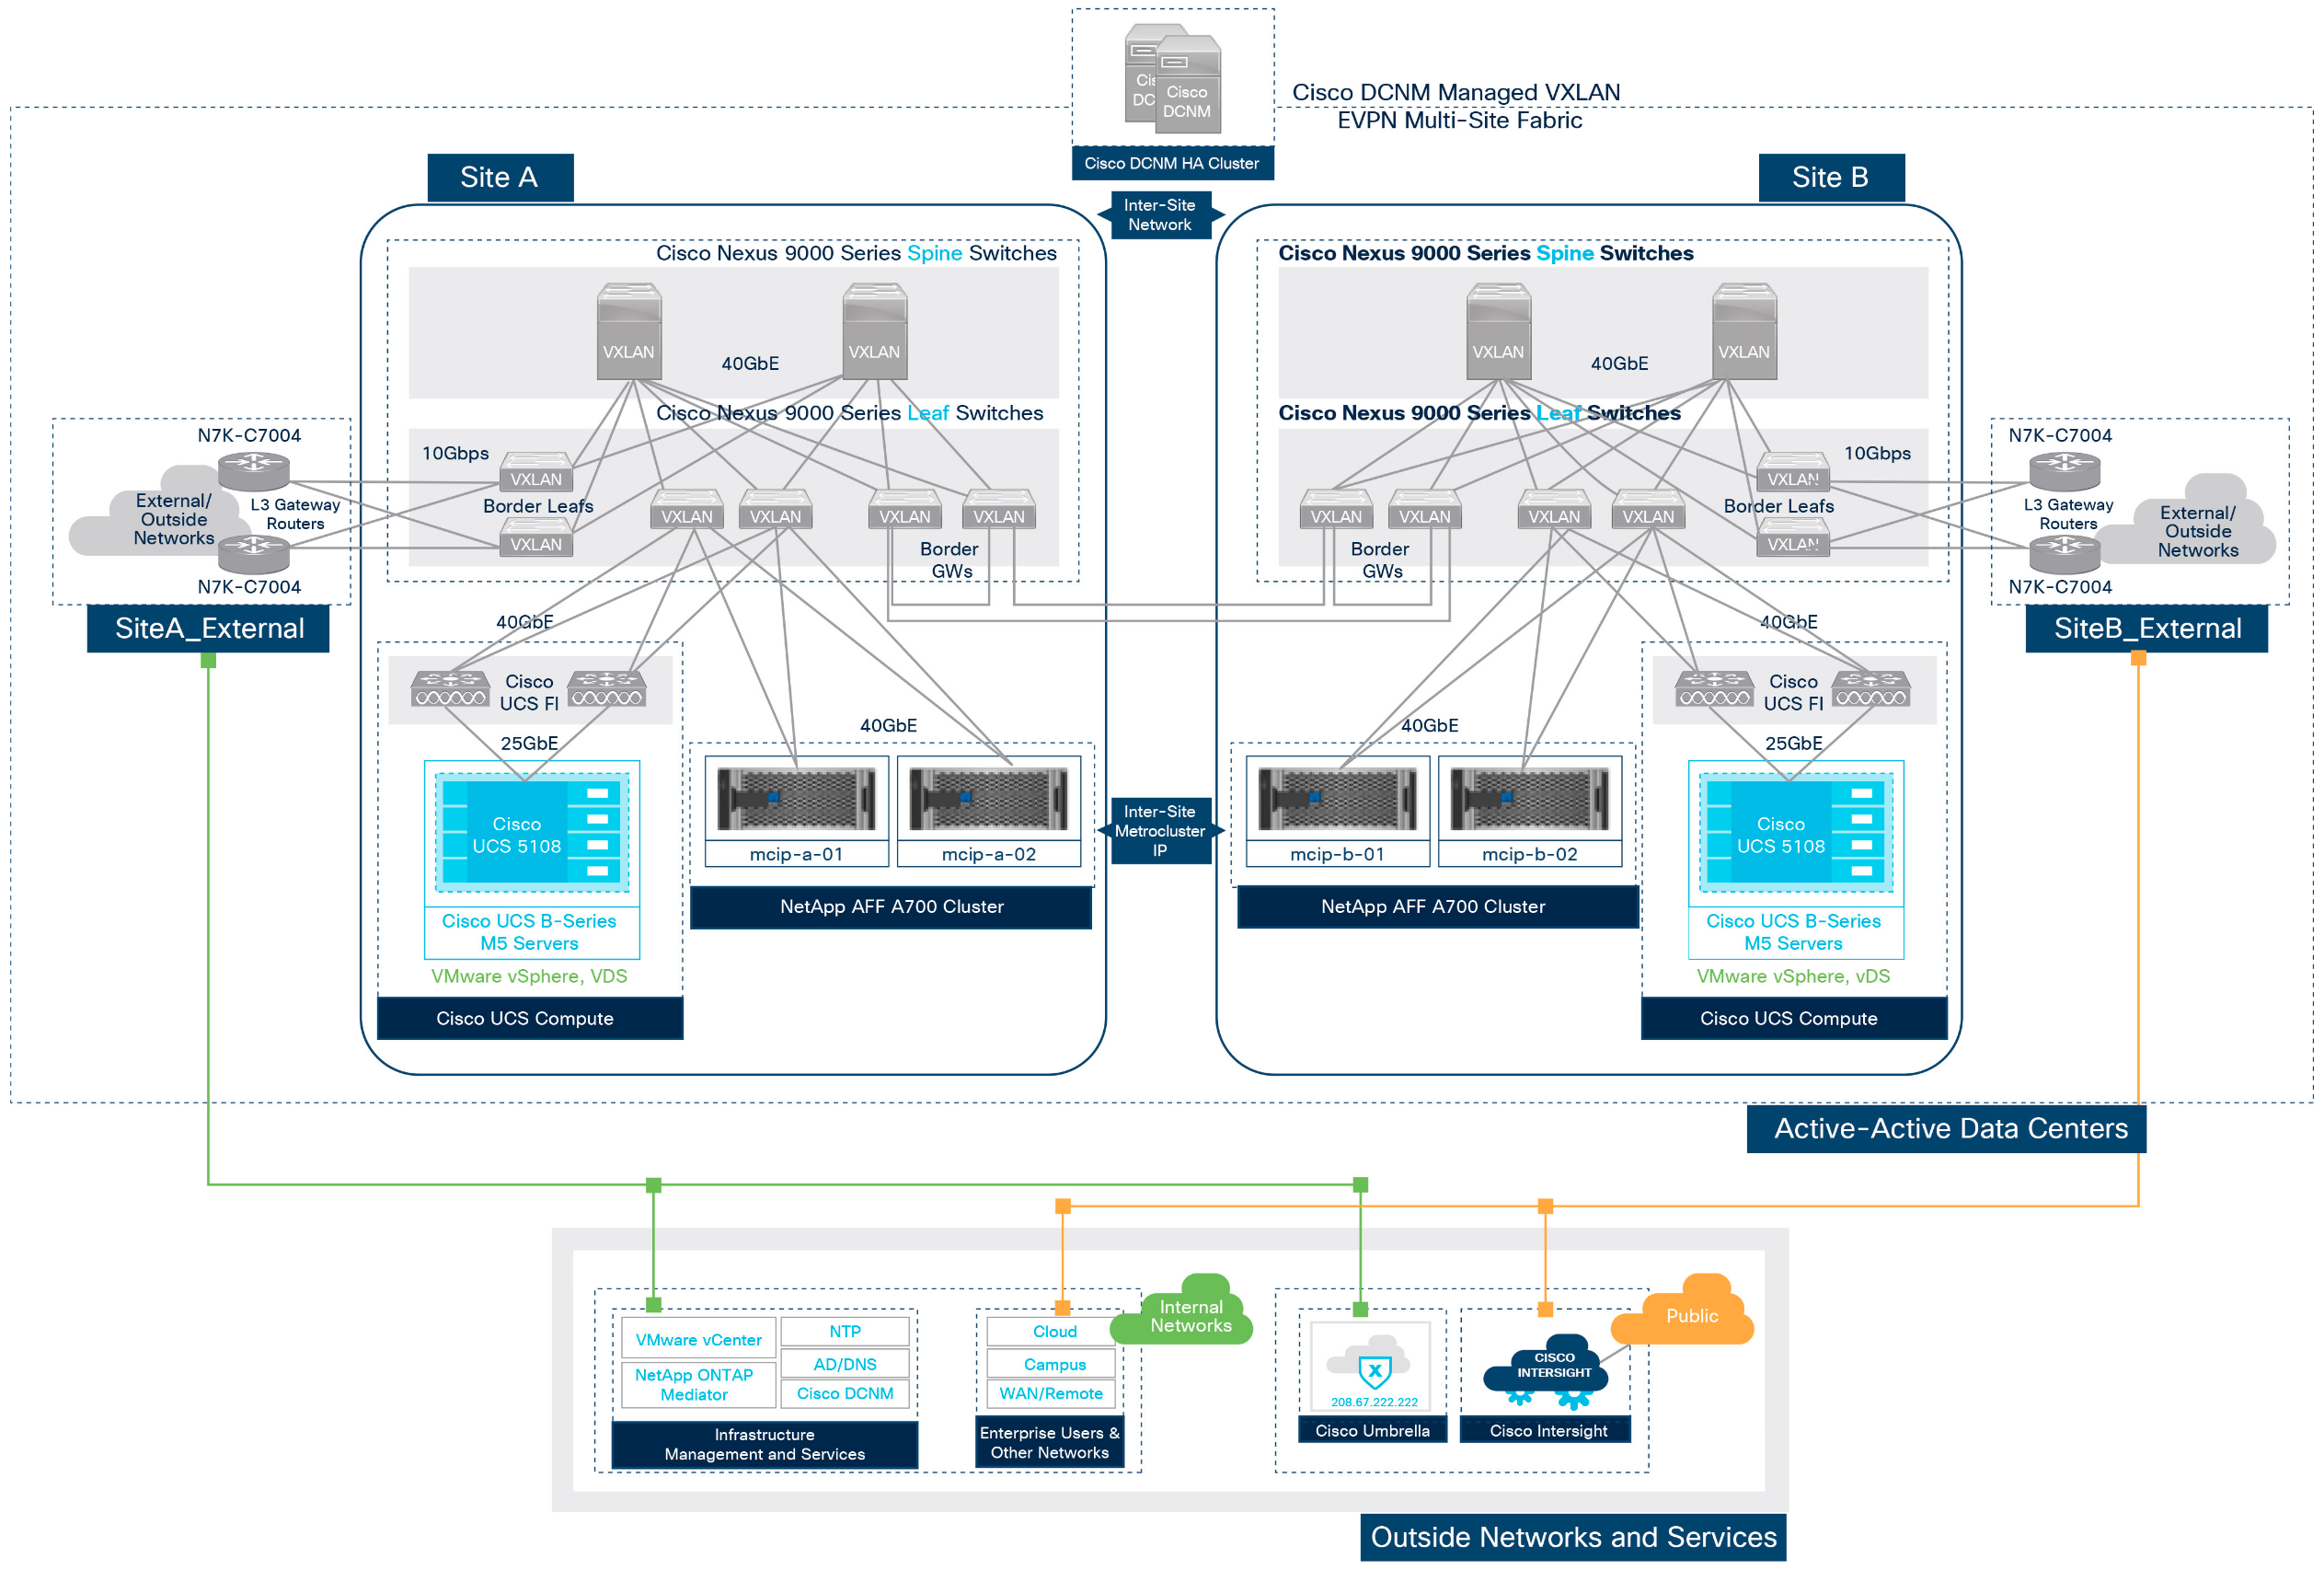 Cis
DC
Cisco
DCNM
Cisco DCNM HA Cluster
Cisco DCNM Managed VXLAN
EVPN Multi-Site Fabric
Inter-Site
Network
Site A
Cisco Nexus 9000 Series Spine Switches
VXLAN
40GbE
VXLAN
Cisco Nexus 9000 Series Leaf Switches
10Gbps
VXLAN
Border Leafs
VXLAN
VXLAN
VXLAN
VXLAN
VXLAN
Border
GWs
N7K-C7004
External/
Outside
Networks
L3 Gateway
Routers
N7K-C7004
SiteA_External
40GbE
Cisco
UCS FI
25GbE
Cisco
UCS 5108
Cisco UCS B-Series
M5 Servers
VMware vSphere, VDS
Cisco UCS Compute
40GbE
mcip-a-01
mcip-a-02
NetApp AFF A700 Cluster
Inter-Site
Metrocluster
IP
Site B
Cisco Nexus 9000 Series Spine Switches
VXLAN
40GbE
VXLAN
Cisco Nexus 9000 Series Leaf Switches
VXLAN
VXLAN
VXLAN
VXLAN
Border
GWs
10Gbps
VXLAN
Border Leafs
VXLAN
N7K-C7004
L3 Gateway
Routers
External/
Outside
Networks
N7K-C7004
SiteB_External
40GbE
mcip-b-01
mcip-b-02
NetApp AFF A700 Cluster
40GbE
Cisco
UCS FI
25GbE
Cisco
UCS 5108
Cisco UCS B-Series
M5 Servers
VMware vSphere, vDS
Cisco UCS Compute
Active-Active Data Centers
VMware vCenter
NetApp ONTAP
Mediator
NTP
AD/DNS
Cisco DCNM
Infrastructure
Management and Services
Cloud
Campus
WAN/Remote
Enterprise Users &
Other Networks
Internal
Networks
X
208.67.222.222
Cisco Umbrella
CISCO
INTERSIGHT
Cisco Intersight
Public
Outside Networks and Services